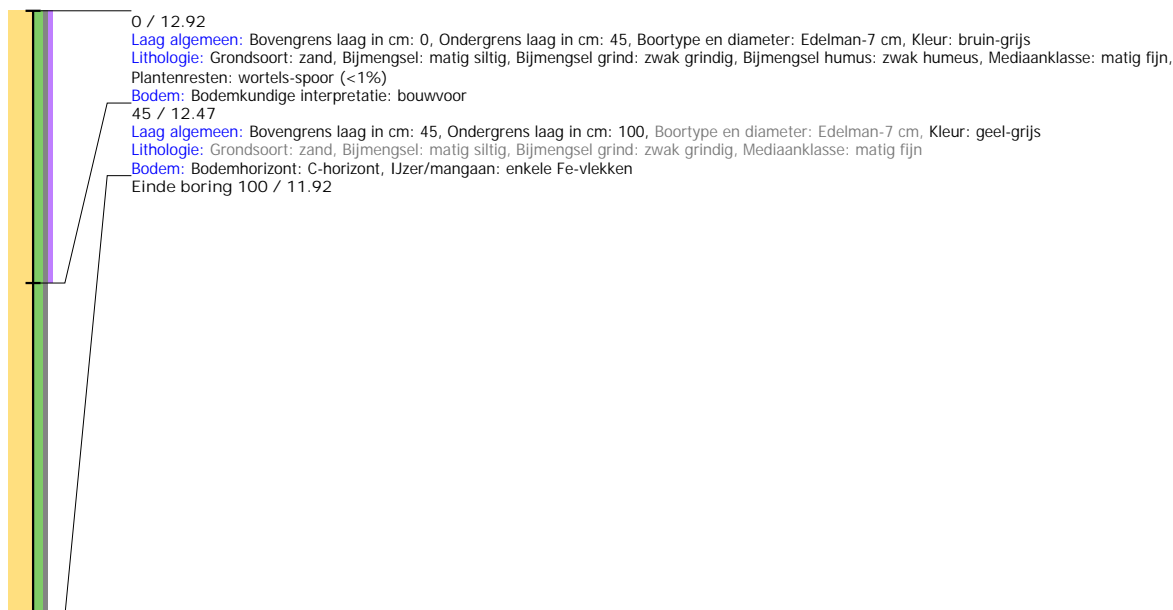 0 / 12.92
Laag algemeen: Bovengrens laag in cm: 0, Ondergrens laag in cm: 45, Boortype en diameter: Edelman-7 cm, Kleur: bruin-grijs
Lithologie: Grondsoort: zand, Bijmengsel: matig siltig, Bijmengsel grind: zwak grindig, Bijmengsel humus: zwak humeus, Mediaanklasse: matig fijn,
Plantenresten: wortels-spoor (<1%)
Bodem: Bodemkundige interpretatie: bouwvoor
45 / 12.47
Laag algemeen: Bovengrens laag in cm: 45, Ondergrens laag in cm: 100, Boortype en diameter: Edelman-7 cm, Kleur: geel-grijs
Lithologie: Grondsoort: zand, Bijmengsel: matig siltig, Bijmengsel grind: zwak grindig, Mediaanklasse: matig fijn
Bodem: Bodemhorizont: C-horizont, IJzer/mangaan: enkele Fe-vlekken
Einde boring 100 / 11.92